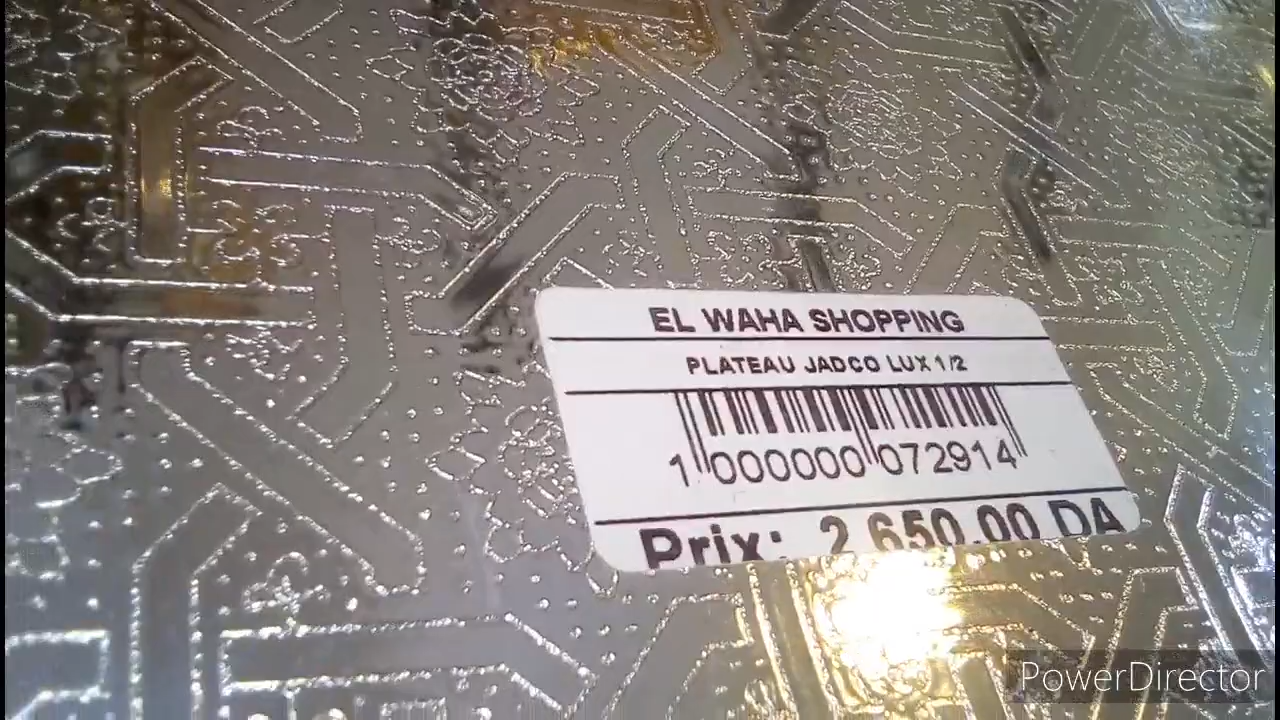 EL WAHA SHOPPING
PLATEAU JADCO LUX 1/2
1 000000 072914
Prix: 2 650.00 DA
PowerDirector